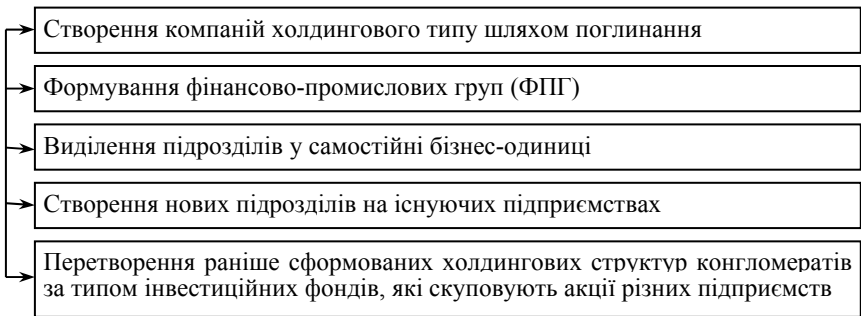 Створення компаній холдингового типу шляхом поглинання
Формування фінансово-промислових груп (ФПГ)
Виділення підрозділів у самостійні бізнес-одиниці
Створення нових підрозділів на існуючих підприємствах
Перетворення раніше сформованих холдингових структур конгломератів
за типом інвестиційних фондів, які скуповують акції різних підприємств